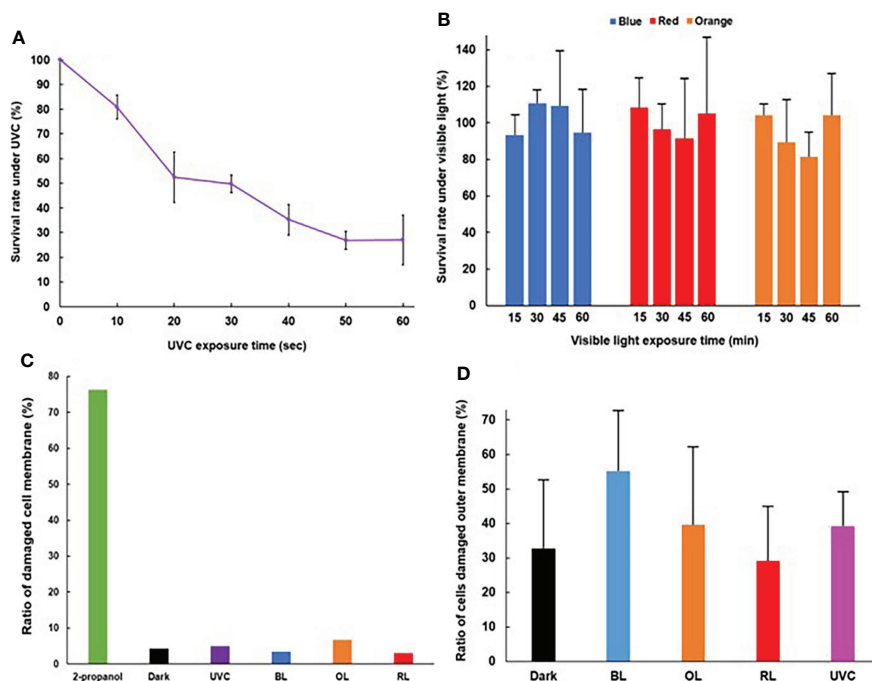 A
Survival rate under UVC (%)
100
90
80
70
60
50
40
30
20
10
0
0 10 20 30 40 50 60
UVC exposure time (sec)
B
Blue Red Orange
Survival rate under visible light (%)
140
120
100
80
60
40
20
0
15 30 45 60 15 30 45 60 15 30 45 60
Visible light exposure time (min)
C
Ratio of damaged cell membrane (%)
80
70
60
50
40
30
20
10
0
2-propanol Dark UVC BL OL RL
D
Ratio of cells damaged outer membrane (%)
70
60
50
40
30
20
10
0
Dark BL OL RL UVC